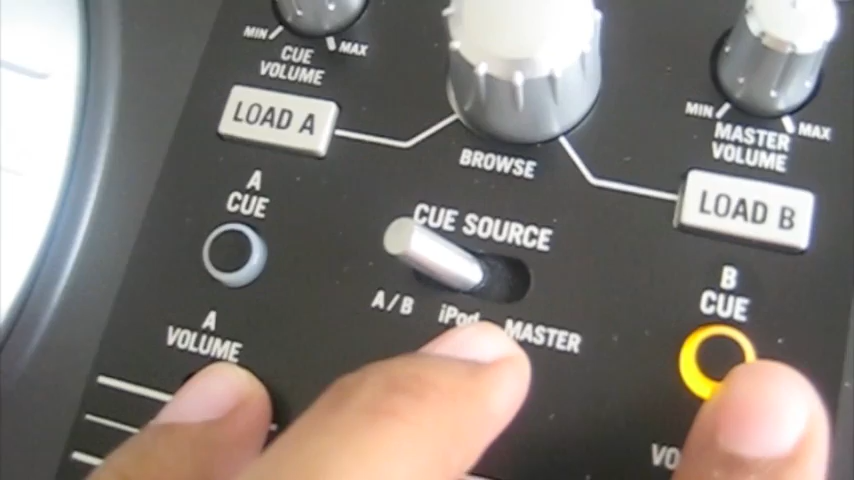 MIN
MAX
CUE
VOLUME
LOAD A
BROWSE
MIN
MAX
MASTER
VOLUME
LOAD B
A
CUE
CUE SOURCE
A/B
iPod
MASTER
B
CUE
A
VOLUME